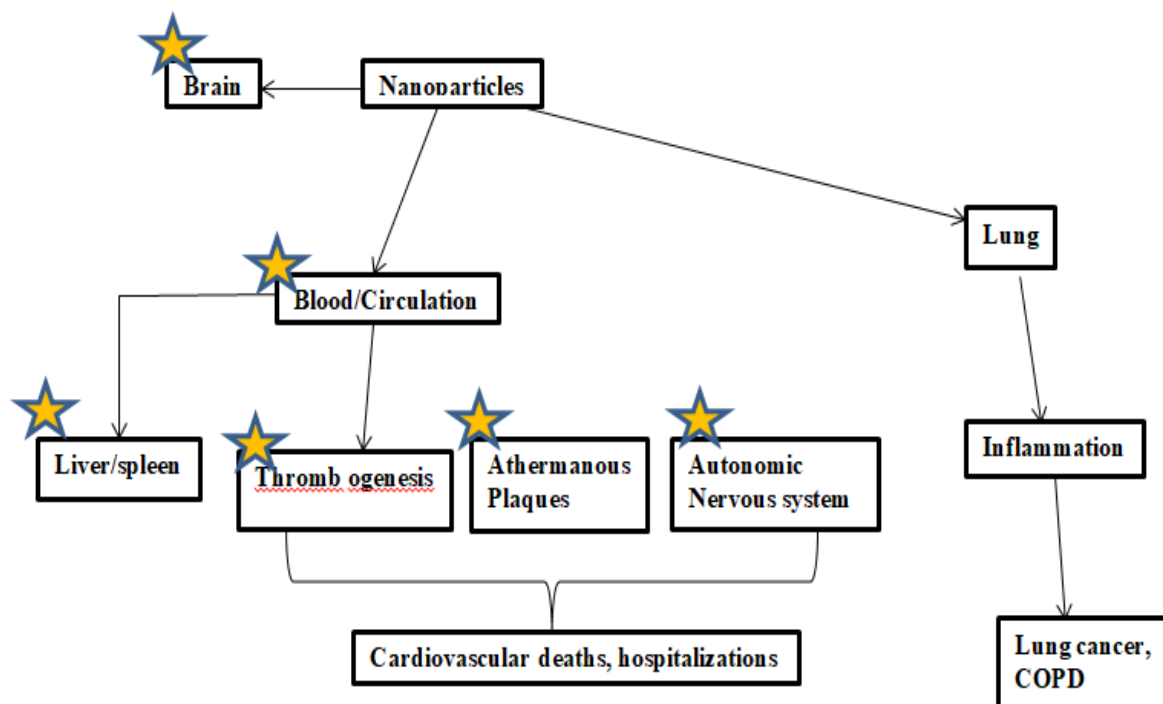 Brain
Nanoparticles
Lung
Blood/Circulation
Liver/spleen
Thromb ogenesis
Athermanous
Plaques
Autonomic
Nervous system
Inflammation
Cardiovascular deaths, hospitalizations
Lung cancer,
COPD